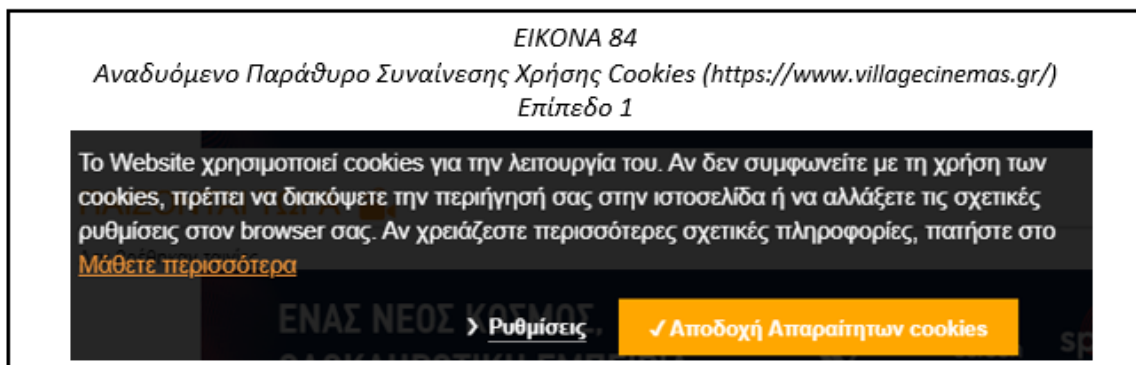 ΕΙΚΟΝΑ 84
Αναδυόμενο Παράθυρο Συναίνεσης Χρήσης Cookies (https://www.villagecinemas.gr/)
Επίπεδο 1
Το Website χρησιμοποιεί cookies για την λειτουργία του. Αν δεν συμφωνείτε με τη χρήση των
cookies, πρέπει να διακόψετε την περιήγησή σας στην ιστοσελίδα ή να αλλάξετε τις σχετικές
ρυθμίσεις στον browser σας. Αν χρειάζεστε περισσότερες σχετικές πληροφορίες, πατήστε στο
Μάθετε περισσότερα
ΕΝΑΣ ΝΕΟΣ ΚΟΣΜΟΣ,
❯ Ρυθμίσεις ✓Αποδοχή Απαραίτητων cookies